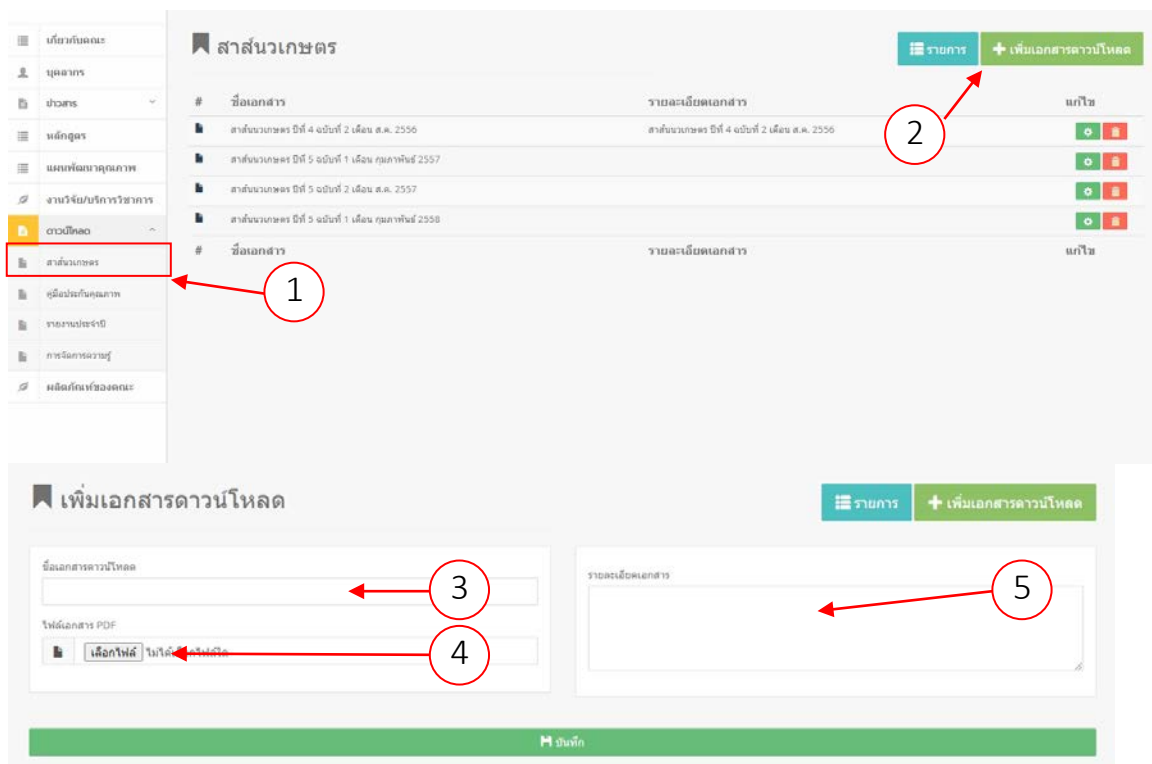 เกี่ยวกับคณะ
บุคลากร
ข่าวสาร
หลักสูตร
แผนพัฒนาคุณภาพ
งานวิจัย/บริการวิชาการ
ดาวน์โหลด
สาส์นวเกษตร
คู่มือประกันคุณภาพ
รายงานประจำปี
การจัดการความรู้
ผลิตภัณฑ์ของคณะ
สาส์นวเกษตร
รายการ
เพิ่มเอกสารดาวน์โหลด
# ชื่อเอกสาร รายละเอียดเอกสาร แก้ไข
สาส์นวเกษตร ปีที่ 4 ฉบับที่ 2 เดือน ส.ค. 2556 สาส์นวเกษตร ปีที่ 4 ฉบับที่ 2 เดือน ส.ค. 2556
สาส์นวเกษตร ปีที่ 5 ฉบับที่ 1 เดือน กุมภาพันธ์ 2557
สาส์นวเกษตร ปีที่ 5 ฉบับที่ 2 เดือน ส.ค. 2557
สาส์นวเกษตร ปีที่ 5 ฉบับที่ 1 เดือน กุมภาพันธ์ 2558
# ชื่อเอกสาร รายละเอียดเอกสาร แก้ไข
1
2
เพิ่มเอกสารดาวน์โหลด
รายการ
เพิ่มเอกสารดาวน์โหลด
ชื่อเอกสารดาวน์โหลด
3
ไฟล์เอกสาร PDF
เลือกไฟล์ ไม่ได้เลือกไฟล์ใด
4
รายละเอียดเอกสาร
5
บันทึก